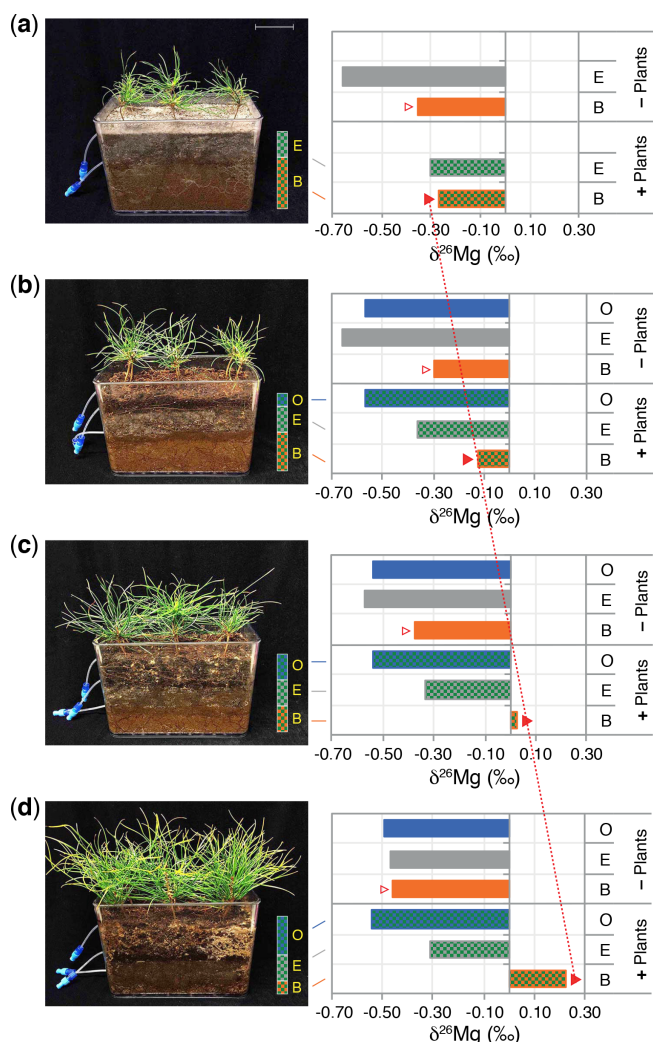 (a)
E
B
E
B
E
B
− Plants
+ Plants
-0.70 -0.50 -0.30 -0.10 0.10 0.30
δ²⁶Mg (‰)
(b)
O
E
B
O
E
B
O
E
B
− Plants
+ Plants
-0.70 -0.50 -0.30 -0.10 0.10 0.30
δ²⁶Mg (‰)
(c)
O
E
B
O
E
B
O
E
B
− Plants
+ Plants
-0.70 -0.50 -0.30 -0.10 0.10 0.30
δ²⁶Mg (‰)
(d)
O
E
B
O
E
B
O
E
B
− Plants
+ Plants
-0.70 -0.50 -0.30 -0.10 0.10 0.30
δ²⁶Mg (‰)